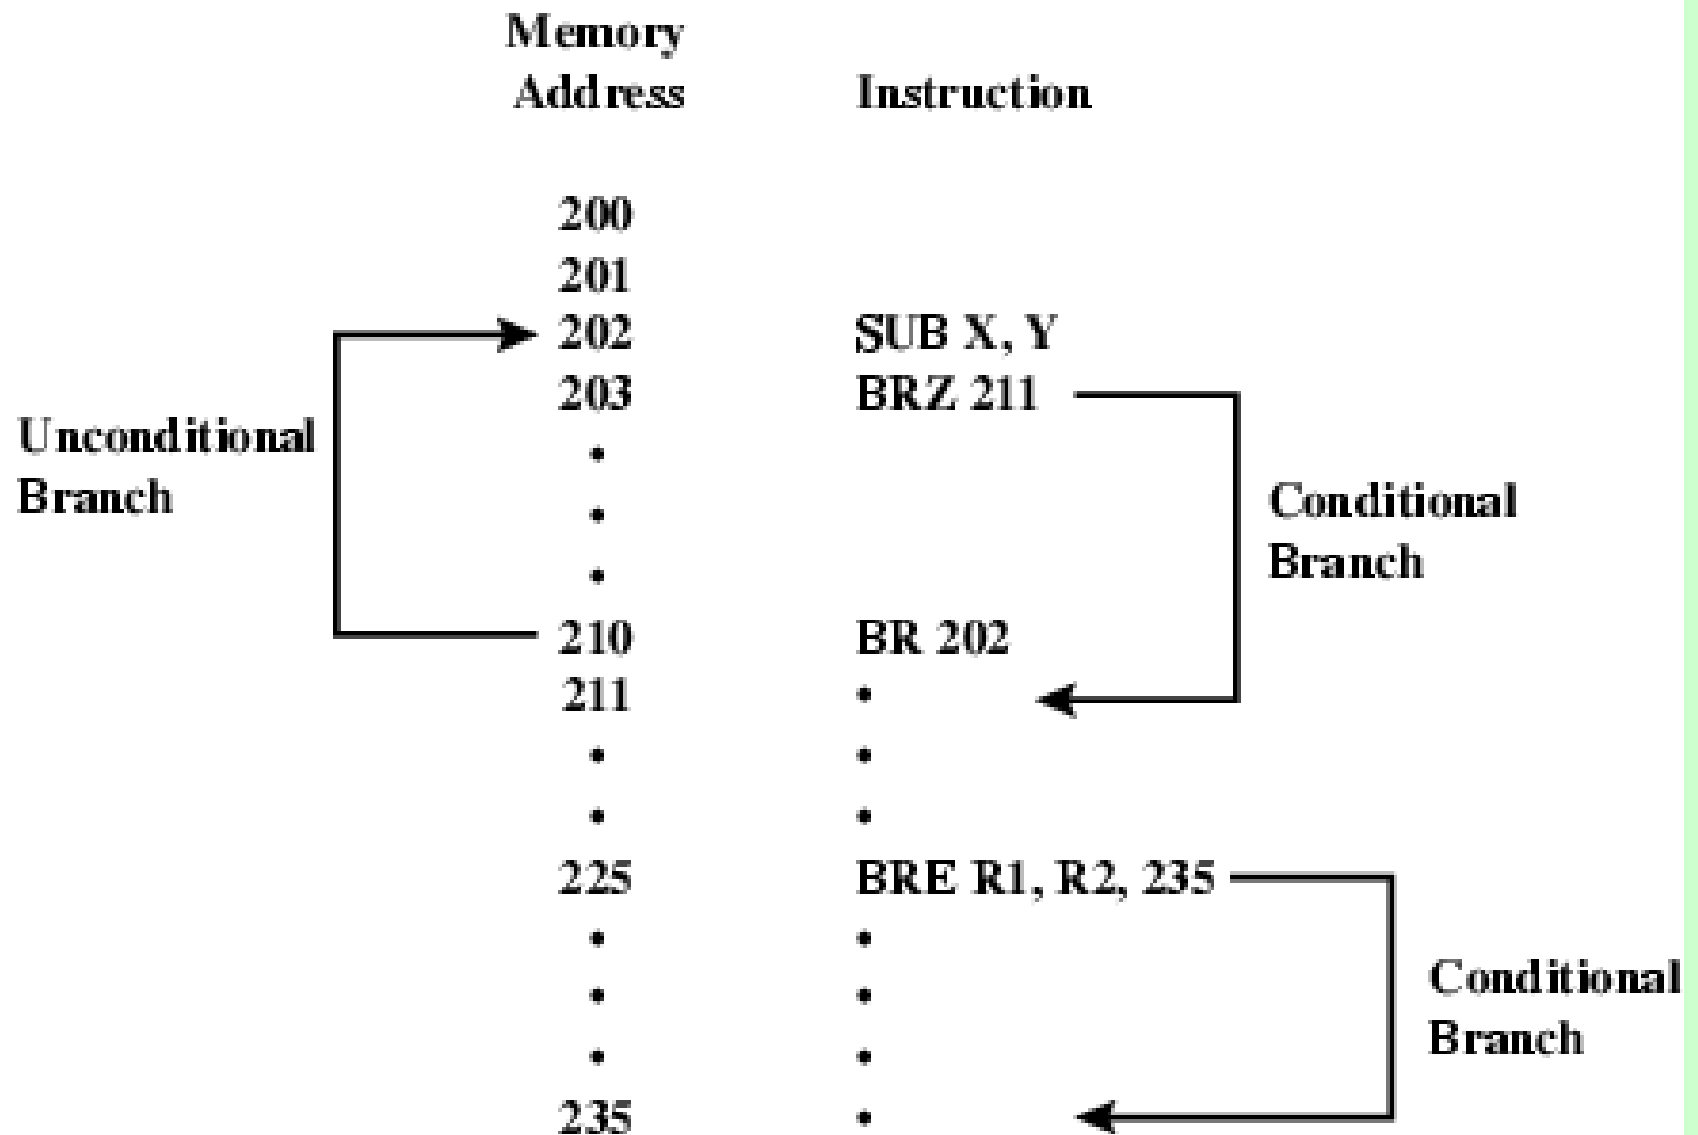 Memory
Address Instruction
200
201
202 SUB X, Y
203 BRZ 211
Unconditional
Branch
Conditional
Branch
210 BR 202
211
225 BRE R1, R2, 235
Conditional
Branch
235